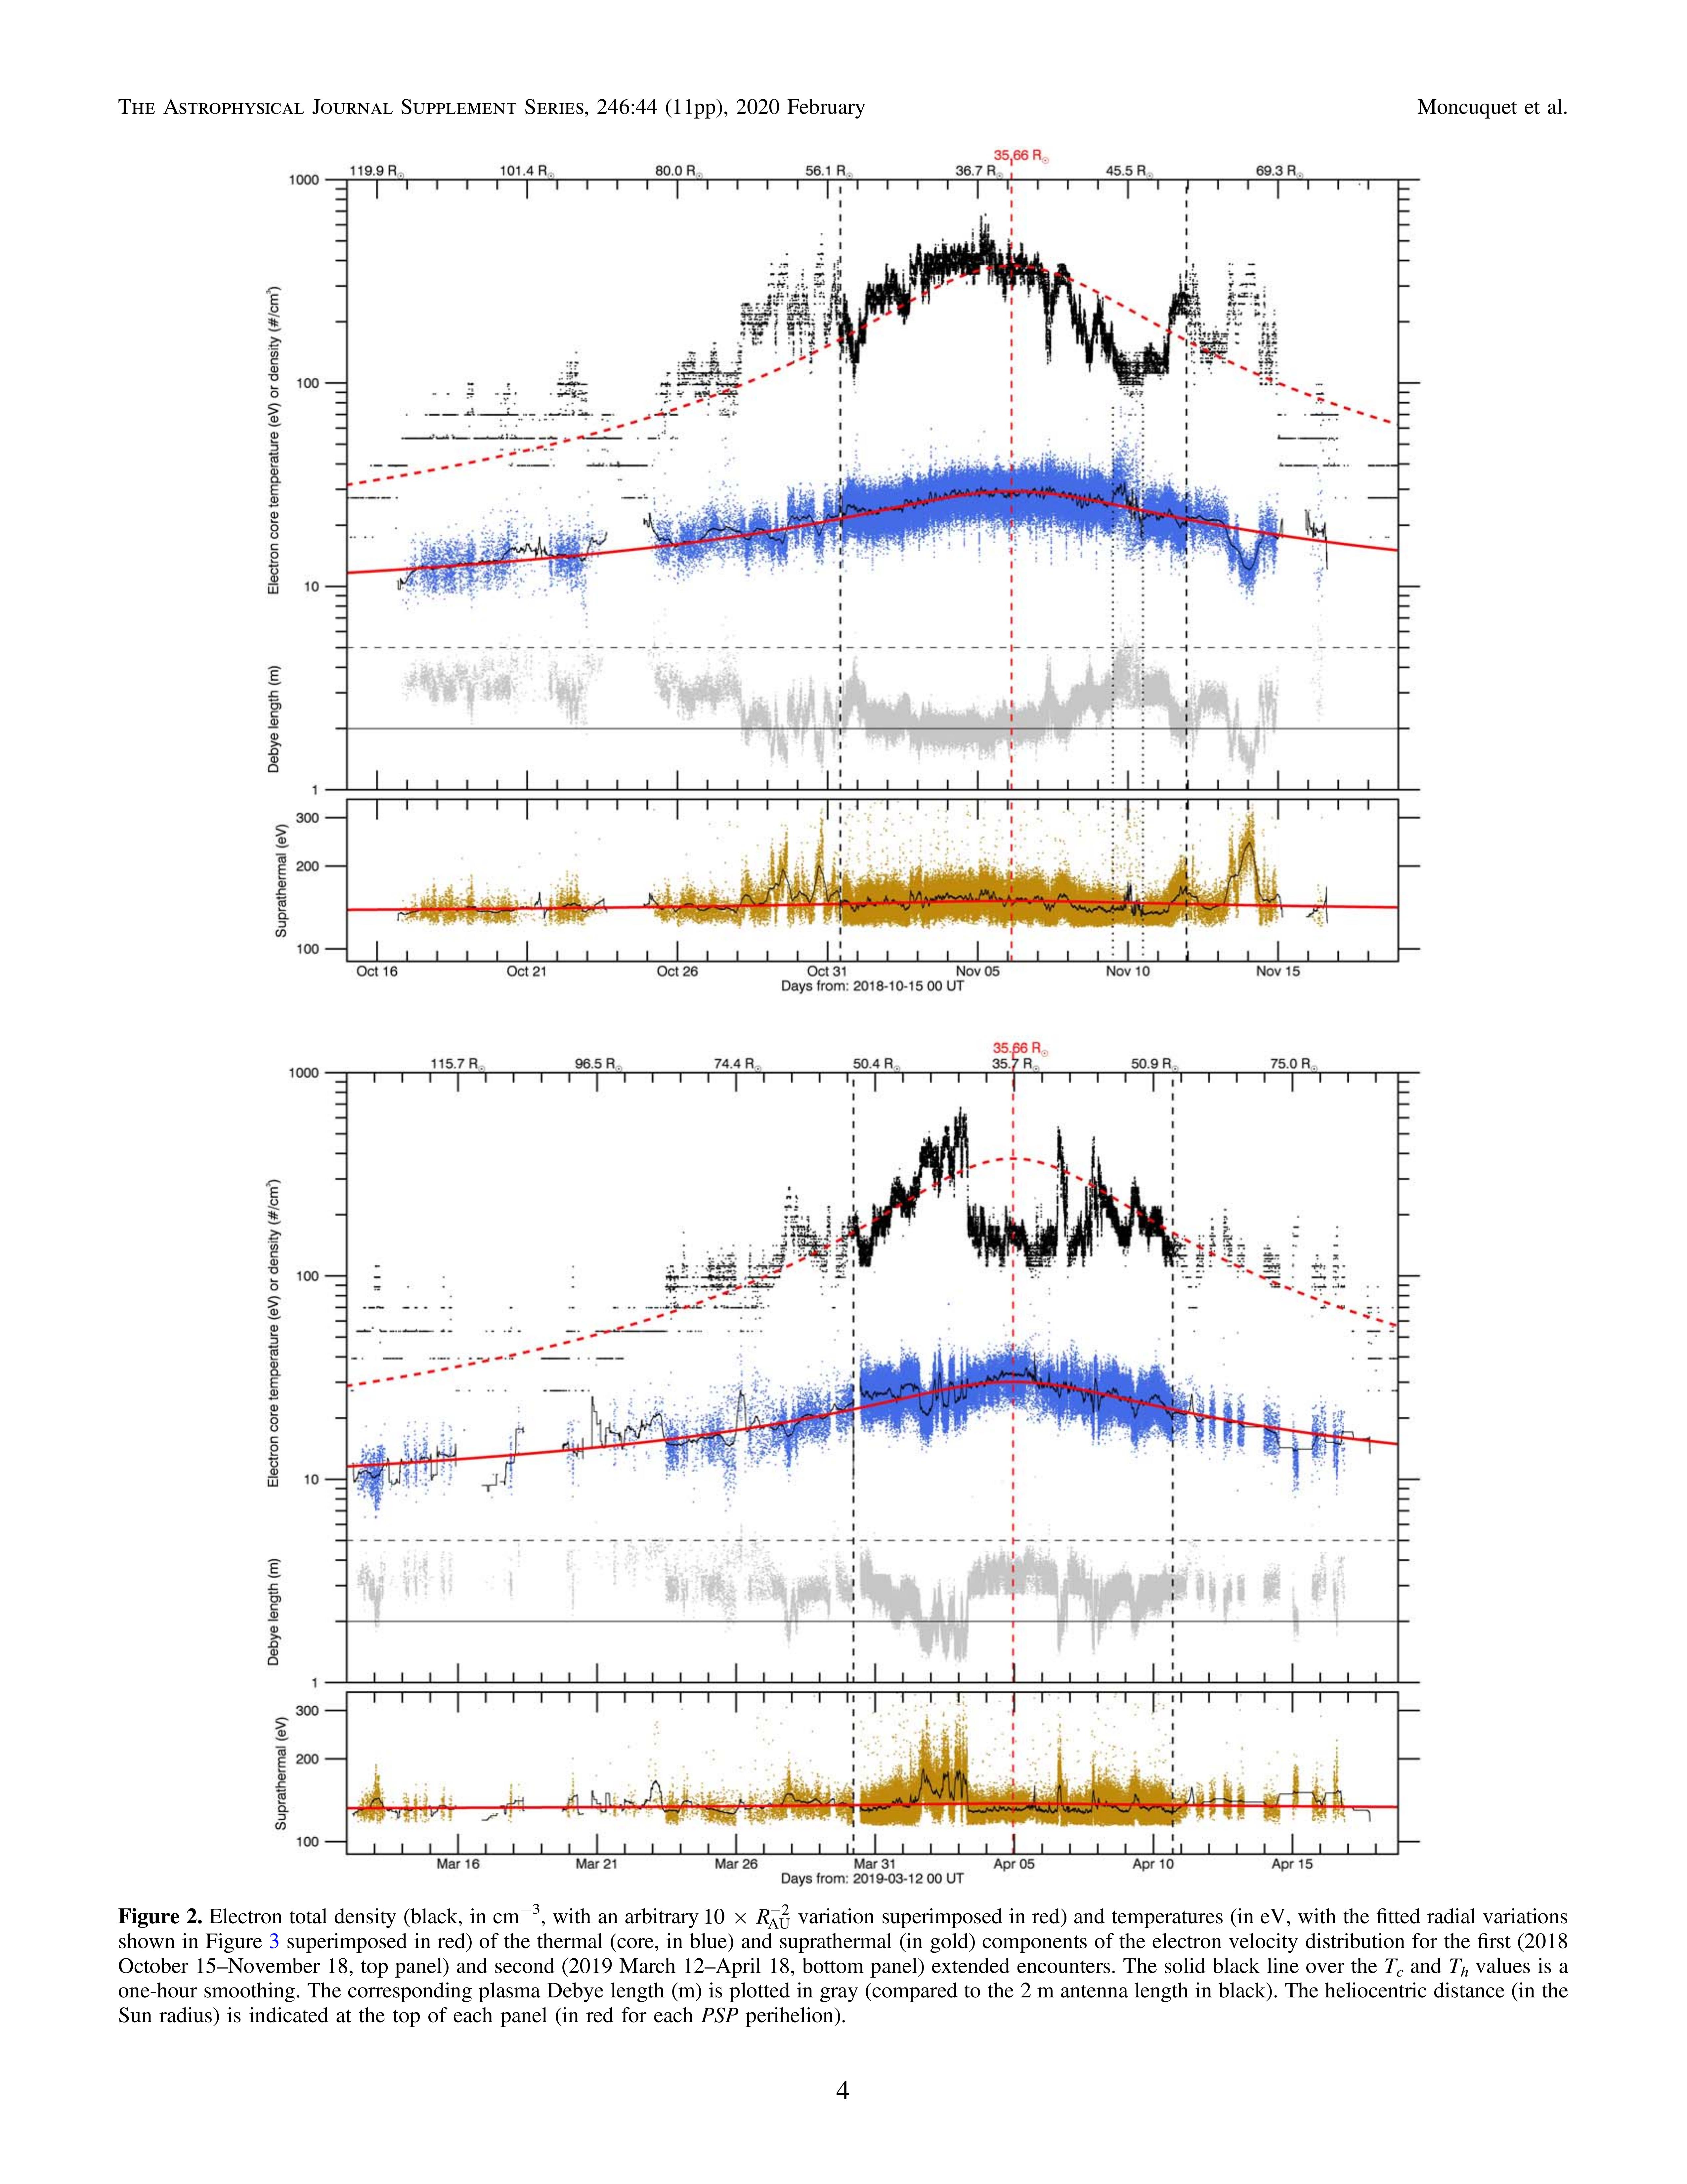 THE ASTROPHYSICAL JOURNAL SUPPLEMENT SERIES, 246:44 (11pp), 2020 February
Moncuquet et al.
35.66 R☉
119.9 R☉ 101.4 R☉ 80.0 R☉ 56.1 R☉ 36.7 R☉ 45.5 R☉ 69.3 R☉
1000
100
10
1
Electron core temperature (eV) or density (#/cm³)
Debye length (m)
300
200
100
Suprathermal (eV)
Oct 16 Oct 21 Oct 26 Oct 31 Nov 05 Nov 10 Nov 15
Days from: 2018-10-15 00 UT
35.66 R☉
115.7 R☉ 96.5 R☉ 74.4 R☉ 50.4 R☉ 35.7 R☉ 50.9 R☉ 75.0 R☉
1000
100
10
1
Electron core temperature (eV) or density (#/cm³)
Debye length (m)
300
200
100
Suprathermal (eV)
Mar 16 Mar 21 Mar 26 Mar 31 Apr 05 Apr 10 Apr 15
Days from: 2019-03-12 00 UT
Figure 2. Electron total density (black, in cm⁻³, with an arbitrary 10 × R_AU⁻² variation superimposed in red) and temperatures (in eV, with the fitted radial variations
shown in Figure 3 superimposed in red) of the thermal (core, in blue) and suprathermal (in gold) components of the electron velocity distribution for the first (2018
October 15–November 18, top panel) and second (2019 March 12–April 18, bottom panel) extended encounters. The solid black line over the T_c and T_h values is a
one-hour smoothing. The corresponding plasma Debye length (m) is plotted in gray (compared to the 2 m antenna length in black). The heliocentric distance (in the
Sun radius) is indicated at the top of each panel (in red for each PSP perihelion).
4